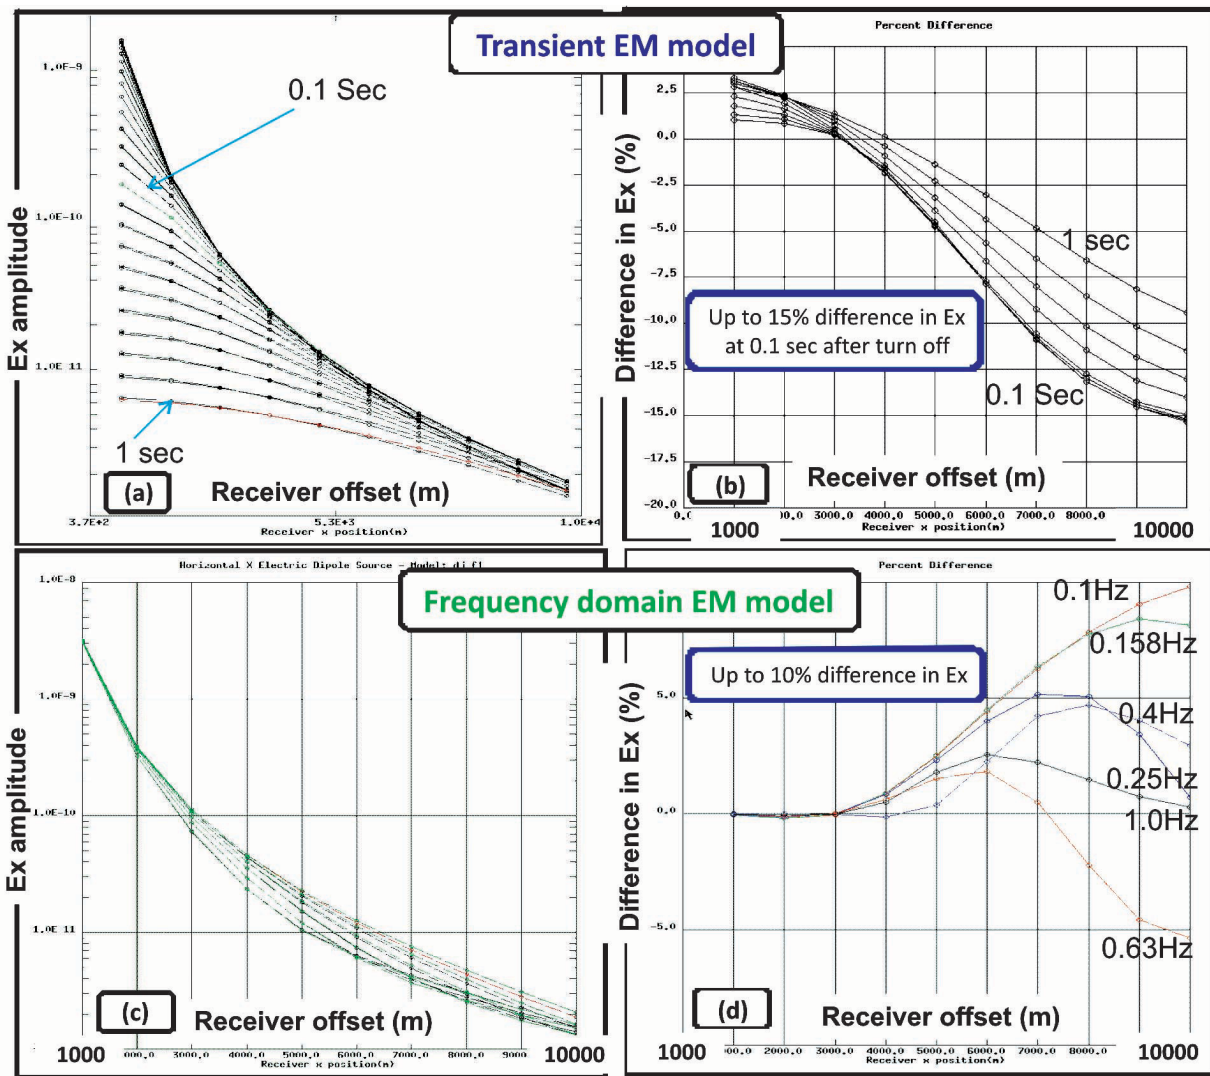 Transient EM model
1.0E-9
1.0E-10
1.0E 11
0.1 Sec
1 sec
Ex amplitude
(a)
Receiver offset (m)
3.7E+2
5.3E+3
1.0E+4
Receiver x position(m)
Percent Difference
2.5
0.0
-2.5
-5.0
-7.5
-10.0
-12.5
-15.0
-17.5
-20.0
Difference in Ex (%)
1 sec
Up to 15% difference in Ex
at 0.1 sec after turn off
0.1 Sec
(b)
Receiver offset (m)
1000
3000.0
4000.0
5000.0
6000.0
7000.0
8000.0
10000
Receiver x position(m)
Horizontal X Electric Dipole Source - Model:
Frequency domain EM model
1.0E-8
1.0E-9
1.0E-10
1.0E 11
Ex amplitude
(c)
Receiver offset (m)
1000
3000.0
4000.0
5000.0
6000.0
7000.0
8000.0
9000.0
10000
Receiver x position(m)
Percent Difference
0.1Hz
0.158Hz
Up to 10% difference in Ex
5.0
0.4Hz
0.25Hz
0.0
1.0Hz
-5.0
0.63Hz
Difference in Ex (%)
(d)
Receiver offset (m)
1000
2000.0
3000.0
4000.0
5000.0
6000.0
7000.0
8000.0
10000
Receiver x position(m)